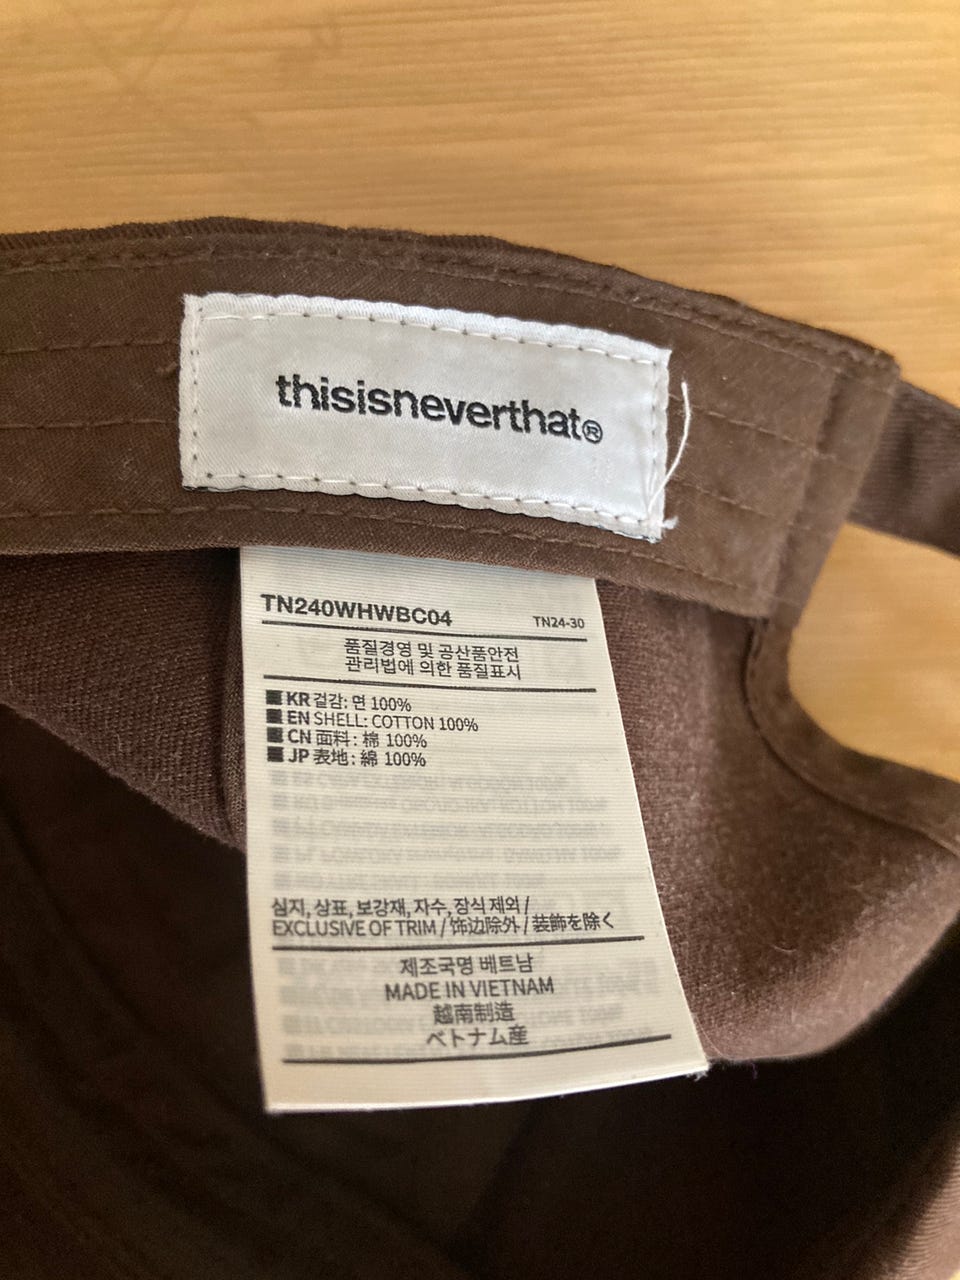 thisisneverthat®
TN240WHWBC04 TN24-30
품질경영 및 공산품안전
관리법에 의한 품질표시
KR 겉감: 면 100%
EN SHELL: COTTON 100%
CN 面料: 棉 100%
JP 表地: 綿 100%
심지, 상표, 보강재, 자수, 장식 제외 /
EXCLUSIVE OF TRIM / 饰边除外 / 装飾を除く
제조국명 베트남
MADE IN VIETNAM
越南制造
ベトナム産